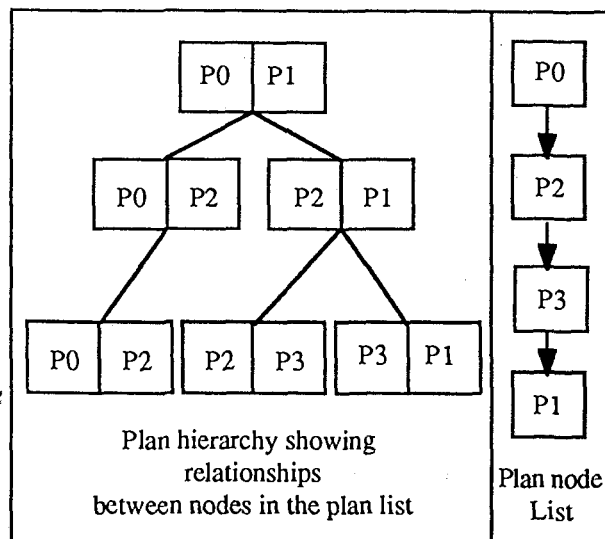 P0 P1
P0 P2 P2 P1
P0 P2 P2 P3 P3 P1
Plan hierarchy showing
relationships
between nodes in the plan list
P0
P2
P3
P1
Plan node
List